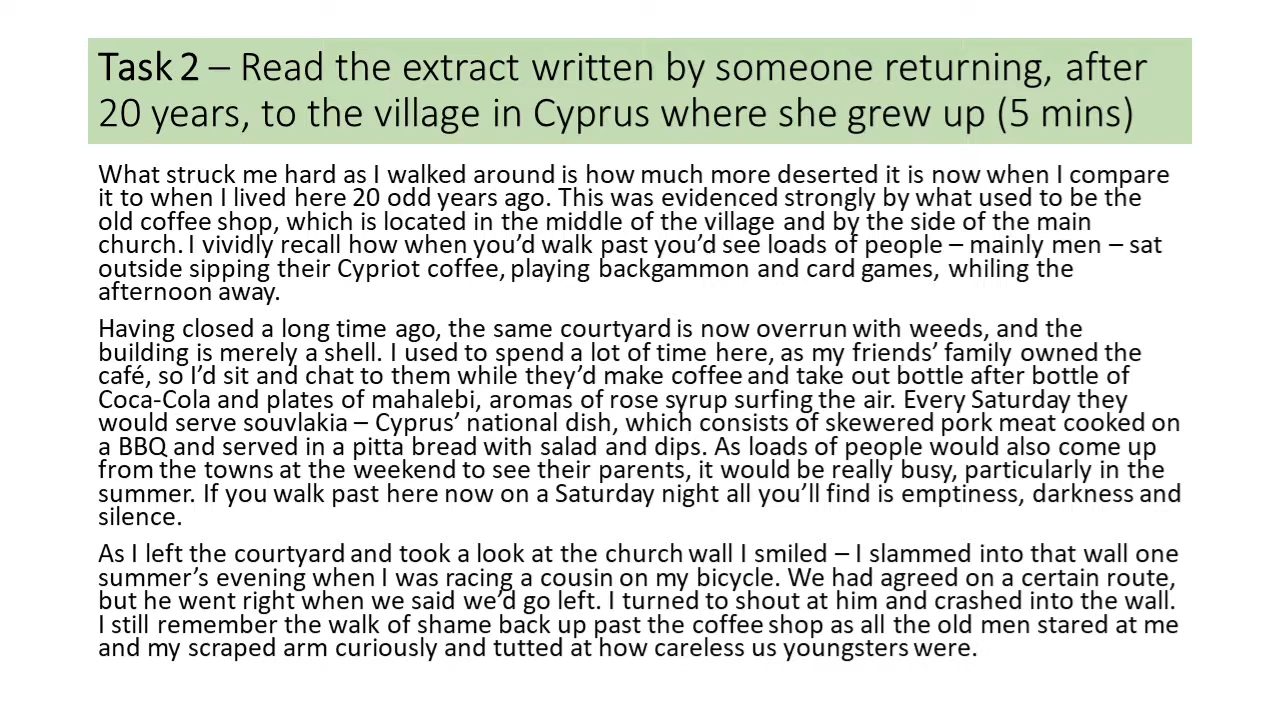 Task 2 – Read the extract written by someone returning, after
20 years, to the village in Cyprus where she grew up (5 mins)
What struck me hard as I walked around is how much more deserted it is now when I compare
it to when I lived here 20 odd years ago. This was evidenced strongly by what used to be the
old coffee shop, which is located in the middle of the village and by the side of the main
church. I vividly recall how when you’d walk past you’d see loads of people – mainly men – sat
outside sipping their Cypriot coffee, playing backgammon and card games, whiling the
afternoon away.
Having closed a long time ago, the same courtyard is now overrun with weeds, and the
building is merely a shell. I used to spend a lot of time here, as my friends’ family owned the
café, so I’d sit and chat to them while they’d make coffee and take out bottle after bottle of
Coca-Cola and plates of mahalebi, aromas of rose syrup surfing the air. Every Saturday they
would serve souvlakia – Cyprus’ national dish, which consists of skewered pork meat cooked on
a BBQ and served in a pitta bread with salad and dips. As loads of people would also come up
from the towns at the weekend to see their parents, it would be really busy, particularly in the
summer. If you walk past here now on a Saturday night all you’ll find is emptiness, darkness and
silence.
As I left the courtyard and took a look at the church wall I smiled – I slammed into that wall one
summer’s evening when I was racing a cousin on my bicycle. We had agreed on a certain route,
but he went right when we said we’d go left. I turned to shout at him and crashed into the wall.
I still remember the walk of shame back up past the coffee shop as all the old men stared at me
and my scraped arm curiously and tutted at how careless us youngsters were.